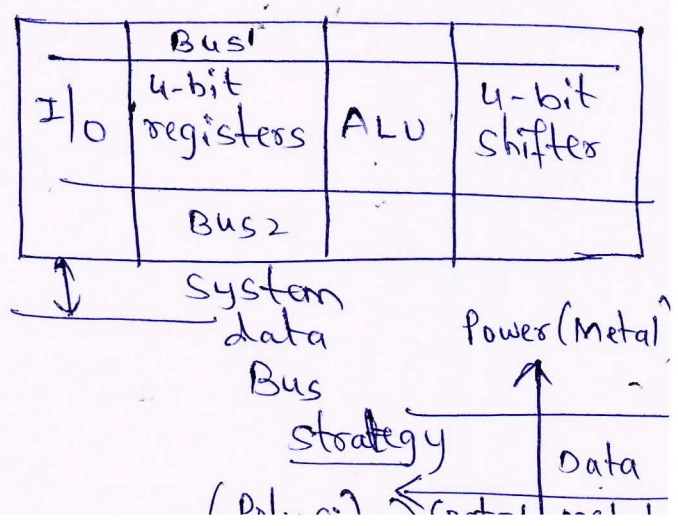 Bus1
I/O
4-bit
registers
ALU
4-bit
shifter
Bus2
system
data
Bus
Power(Metal)
strategy
Data